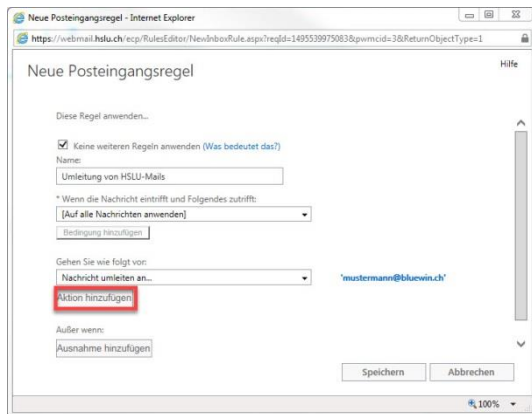 Neue Posteingangsregel - Internet Explorer
https://webmail.hslu.ch/ecp/RulesEditor/NewInboxRule.aspx?reqId=1495539975083&pwmcid=3&ReturnObjectType=1
Hilfe
Neue Posteingangsregel
Diese Regel anwenden...
Keine weiteren Regeln anwenden (Was bedeutet das?)
Name:
Umleitung von HSLU-Mails
* Wenn die Nachricht eintrifft und Folgendes zutrifft:
[Auf alle Nachrichten anwenden]
Bedingung hinzufügen
Gehen Sie wie folgt vor:
Nachricht umleiten an... 'mustermann@bluewin.ch'
Aktion hinzufügen
Außer wenn:
Ausnahme hinzufügen
Speichern Abbrechen
100%